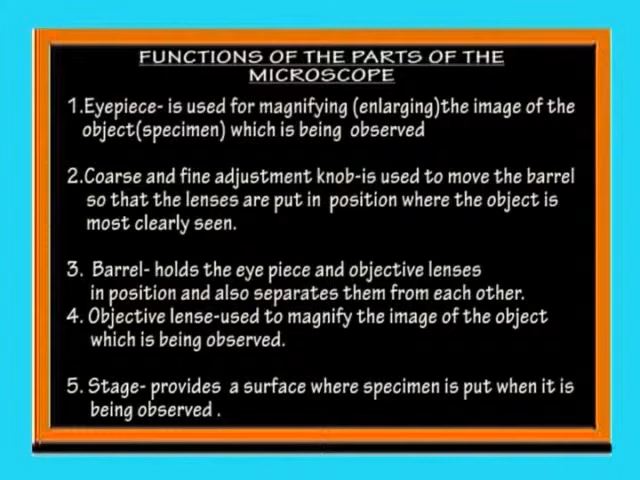 FUNCTIONS OF THE PARTS OF THE
MICROSCOPE
1.Eyepiece- is used for magnifying (enlarging)the image of the
object(specimen) which is being observed
2.Coarse and fine adjustment knob-is used to move the barrel
so that the lenses are put in position where the object is
most clearly seen.
3. Barrel- holds the eye piece and objective lenses
in position and also separates them from each other.
4. Objective lense-used to magnify the image of the object
which is being observed.
5. Stage- provides a surface where specimen is put when it is
being observed .